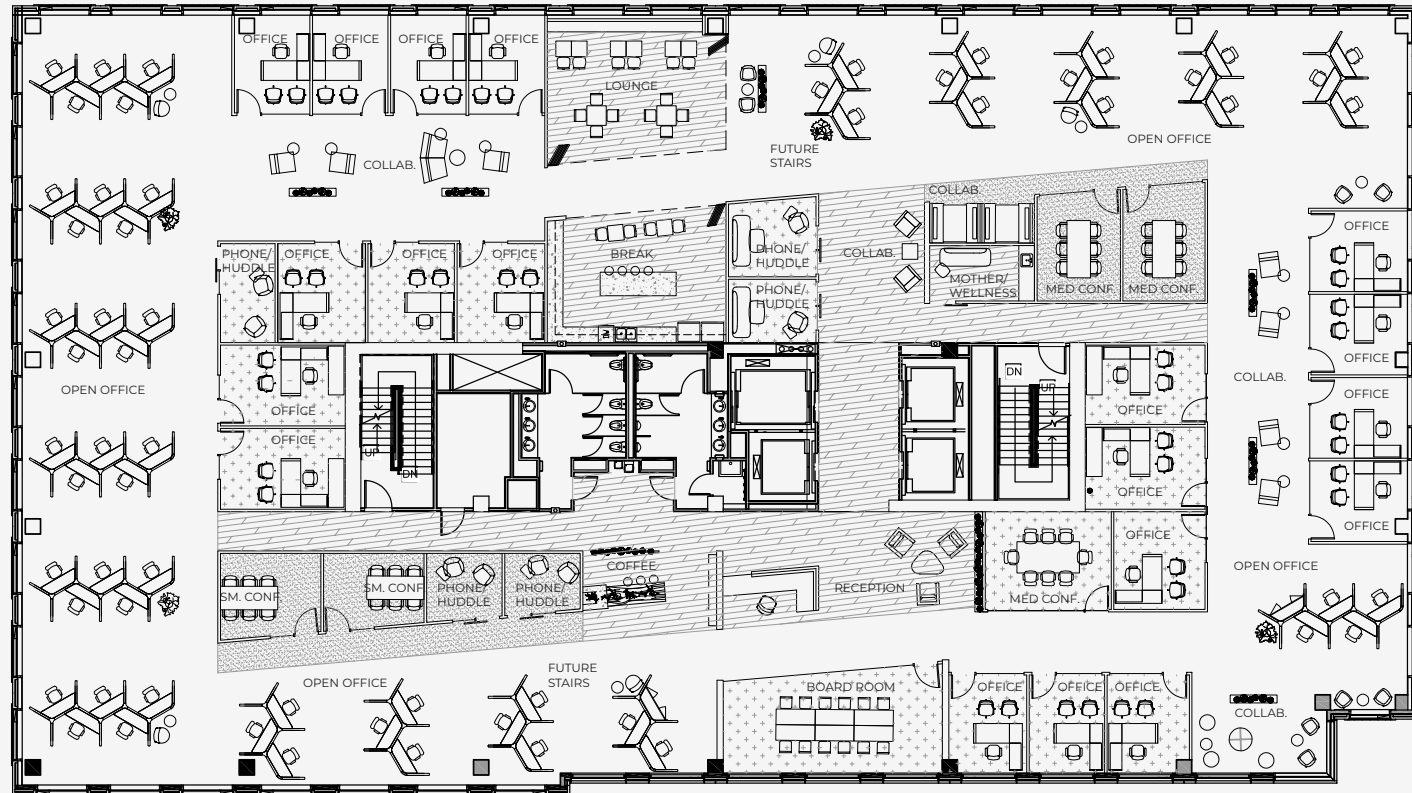 OFFICE
OFFICE
OFFICE
OFFICE
LOUNGE
COLLAB.
FUTURE
STAIRS
OPEN OFFICE
PHONE/
HUDDLE
OFFICE
OFFICE
OFFICE
BREAK
PHONE/
HUDDLE
PHONE/
HUDDLE
COLLAB.
COLLAB.
MOTHER/
WELLNESS
MED CONF.
MED CONF.
OFFICE
OFFICE
COLLAB.
OFFICE
OFFICE
OPEN OFFICE
OFFICE
OFFICE
UP
DN
DN
UP
OFFICE
OFFICE
OFFICE
SM. CONF.
SM. CONF.
PHONE/
HUDDLE
PHONE/
HUDDLE
COFFEE
RECEPTION
MED CONF.
OPEN OFFICE
OPEN OFFICE
FUTURE
STAIRS
BOARD ROOM
OFFICE
OFFICE
OFFICE
COLLAB.